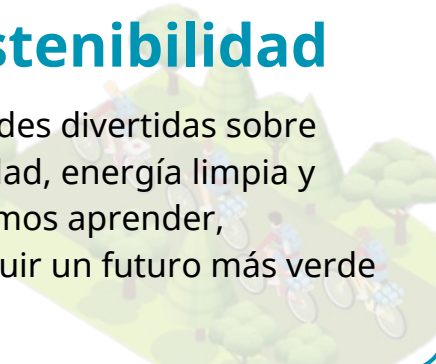 stenibilidad
des divertidas sobre
dad, energía limpia y
mos aprender,
uir un futuro más verde